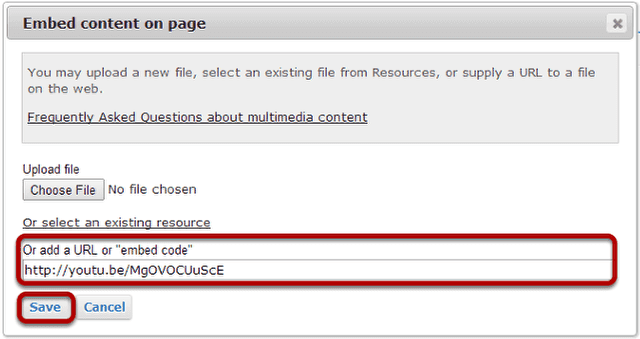 Embed content on page
You may upload a new file, select an existing file from Resources, or supply a URL to a file
on the web.
Frequently Asked Questions about multimedia content
Upload file
Choose File No file chosen
Or select an existing resource
Or add a URL or "embed code"
http://youtu.be/MgOVOCUuScE
Save Cancel